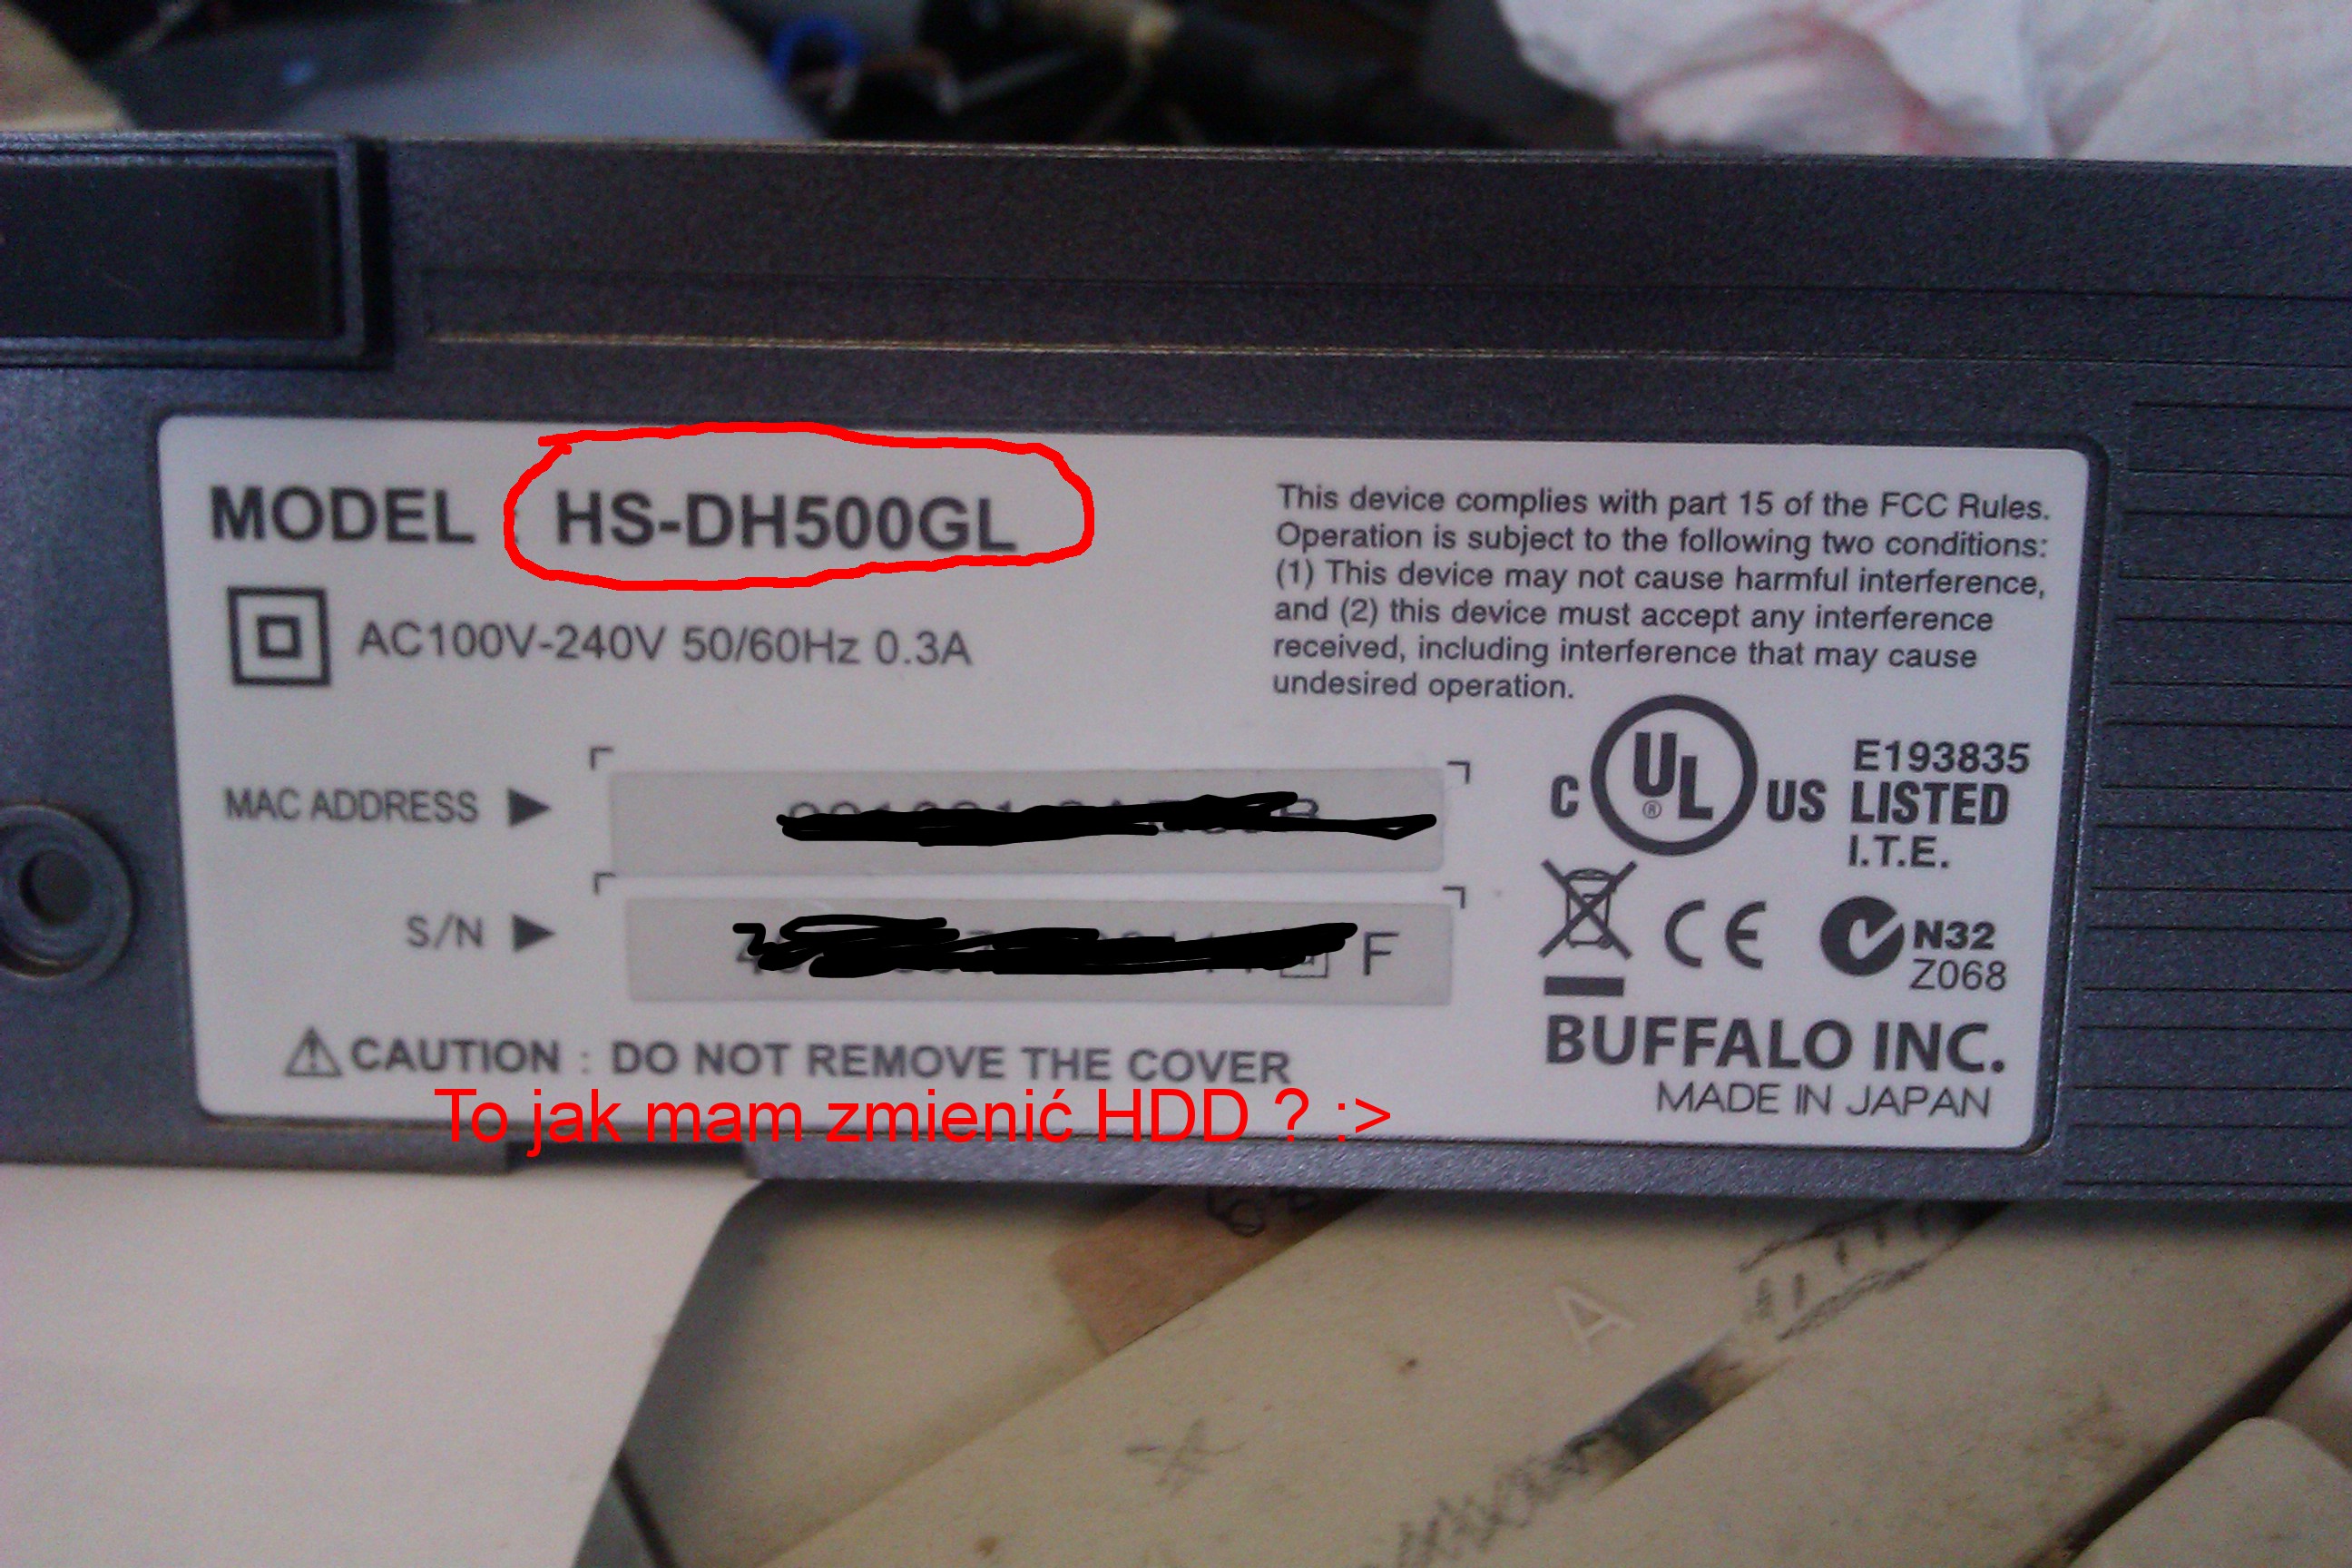 MODEL : HS-DH500GL
AC100V-240V 50/60Hz 0.3A
This device complies with part 15 of the FCC Rules.
Operation is subject to the following two conditions:
(1) This device may not cause harmful interference,
and (2) this device must accept any interference
received, including interference that may cause
undesired operation.
MAC ADDRESS ▶
S/N ▶
F
C UL ® US
E193835
LISTED
I.T.E.
CE
N32
Z068
BUFFALO INC.
MADE IN JAPAN
CAUTION : DO NOT REMOVE THE COVER
To jak mam zmienić HDD ? :>
A